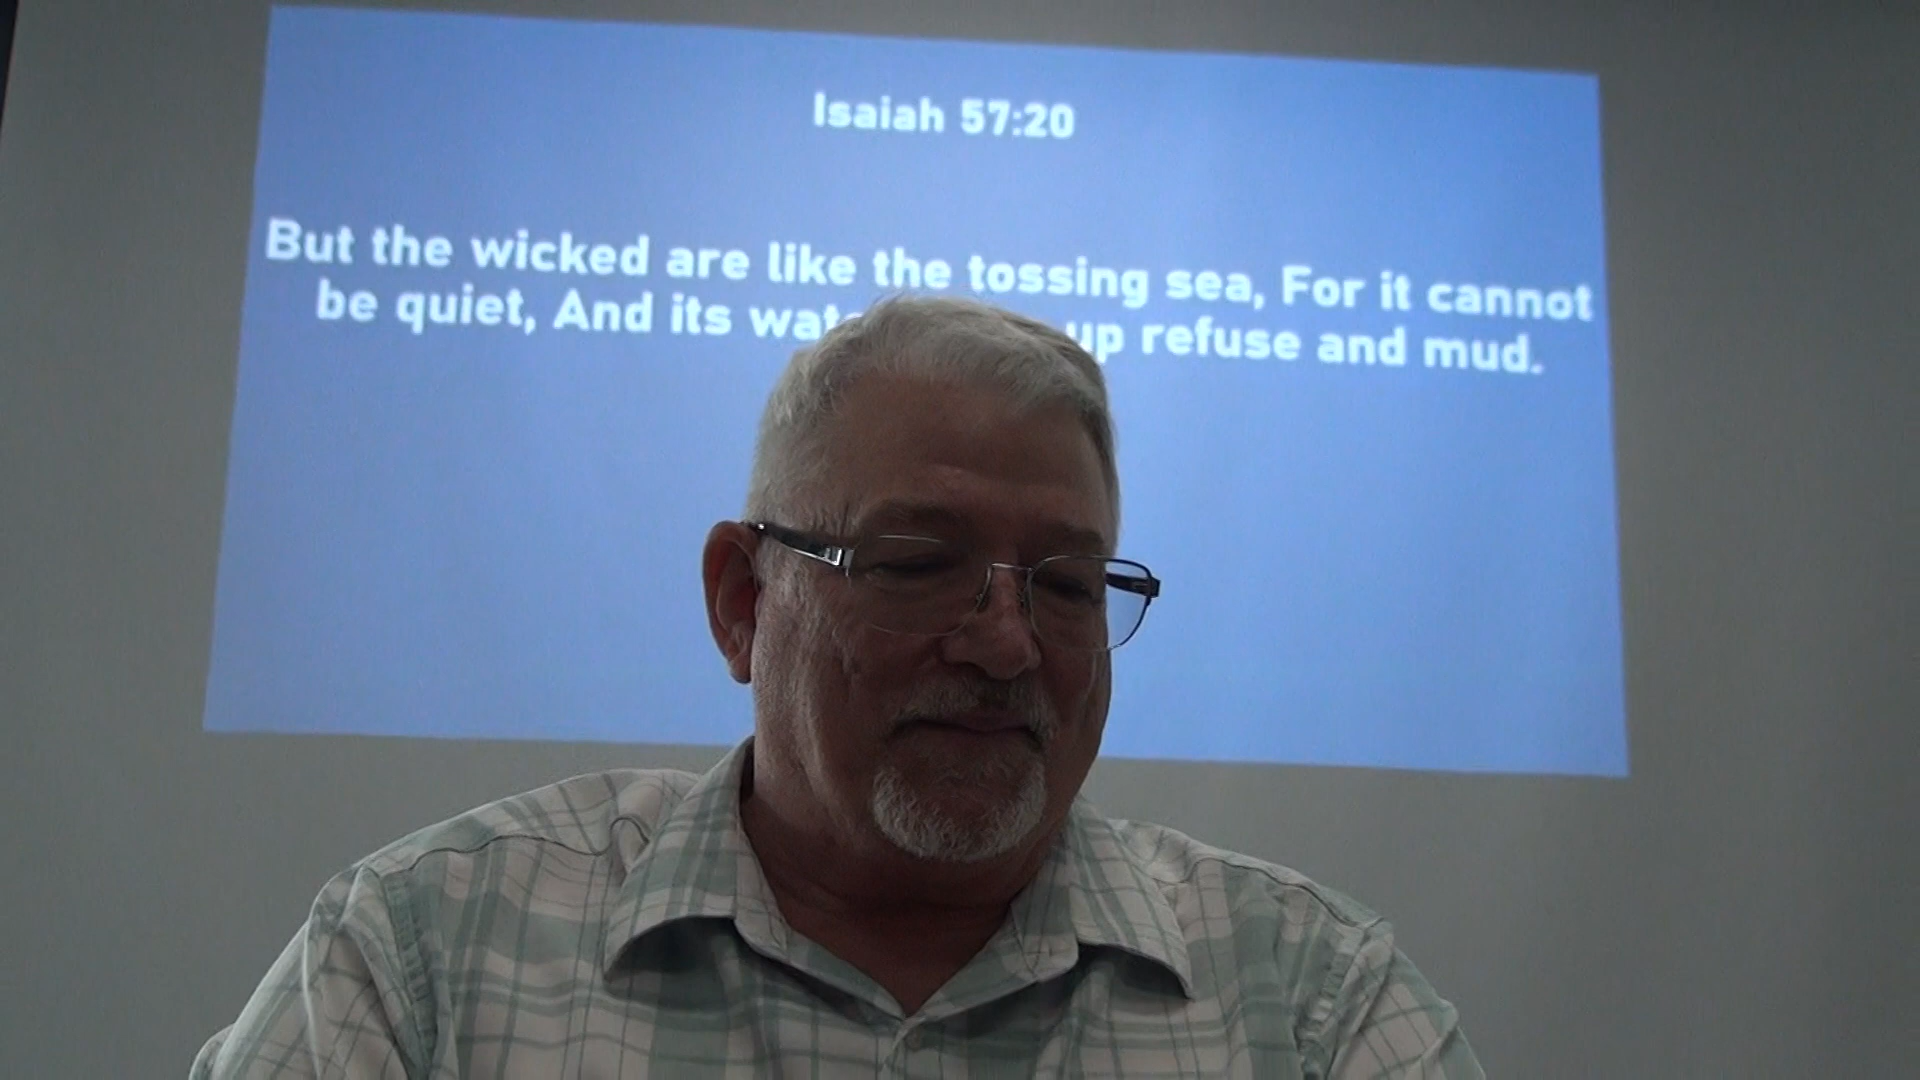 Isaiah 57:20
But the wicked are like the tossing sea, For it cannot
be quiet, And its up refuse and mud.